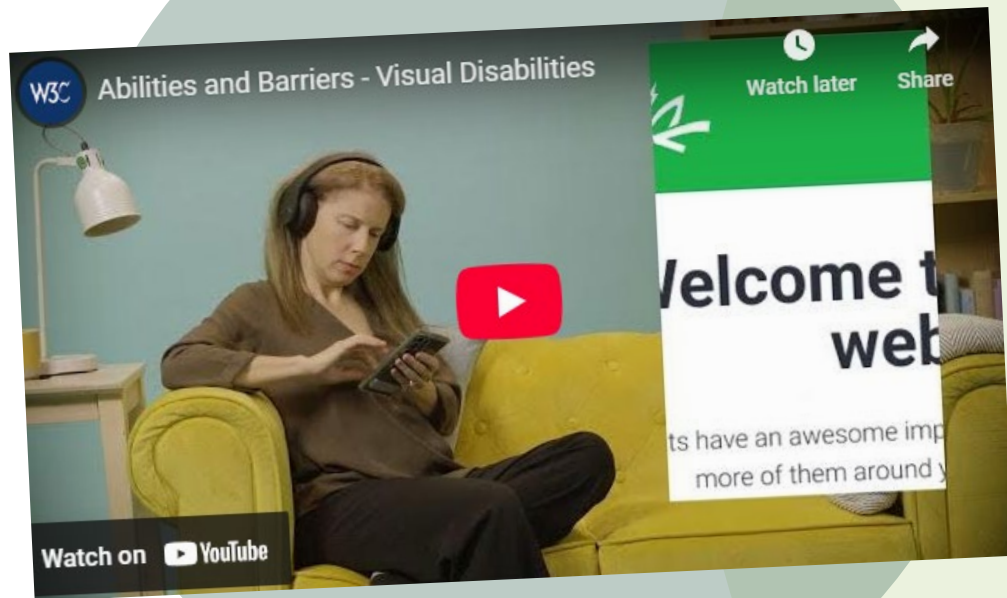 W3C
Abilities and Barriers - Visual Disabilities
Watch later
Share
Welcome t
web
ts have an awesome imp
more of them around y
Watch on YouTube